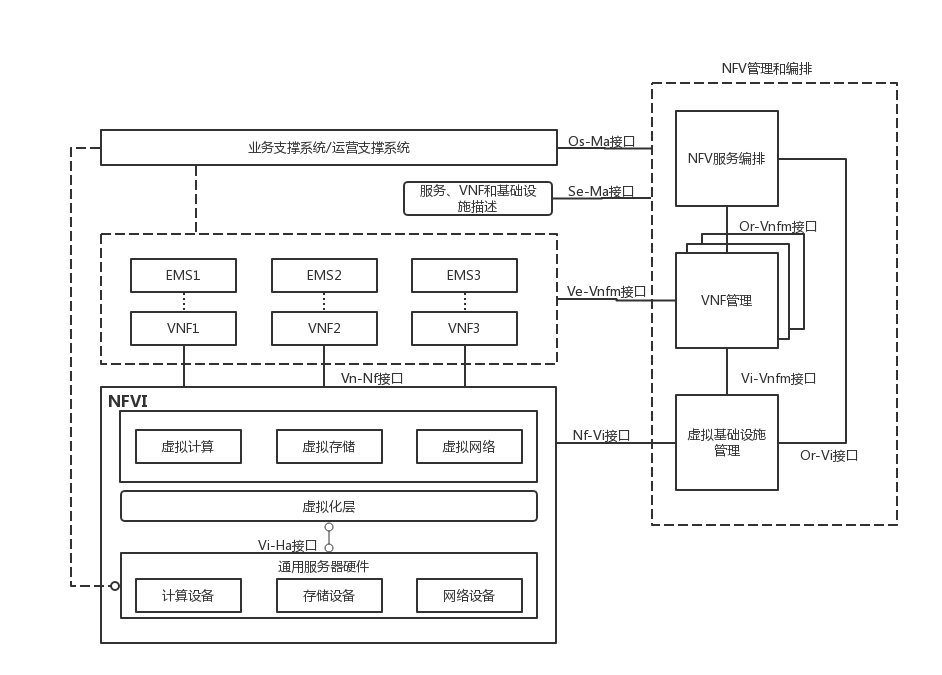 NFV管理和编排
业务支撑系统/运营支撑系统
Os-Ma接口
NFV服务编排
服务、VNF和基础设
施描述
Se-Ma接口
Or-Vnfm接口
EMS1
EMS2
EMS3
Ve-Vnfm接口
VNF管理
VNF1
VNF2
VNF3
Vn-Nf接口
Vi-Vnfm接口
NFVI
虚拟计算
虚拟存储
虚拟网络
Nf-Vi接口
虚拟基础设施
管理
Or-Vi接口
虚拟化层
Vi-Ha接口
通用服务器硬件
计算设备
存储设备
网络设备